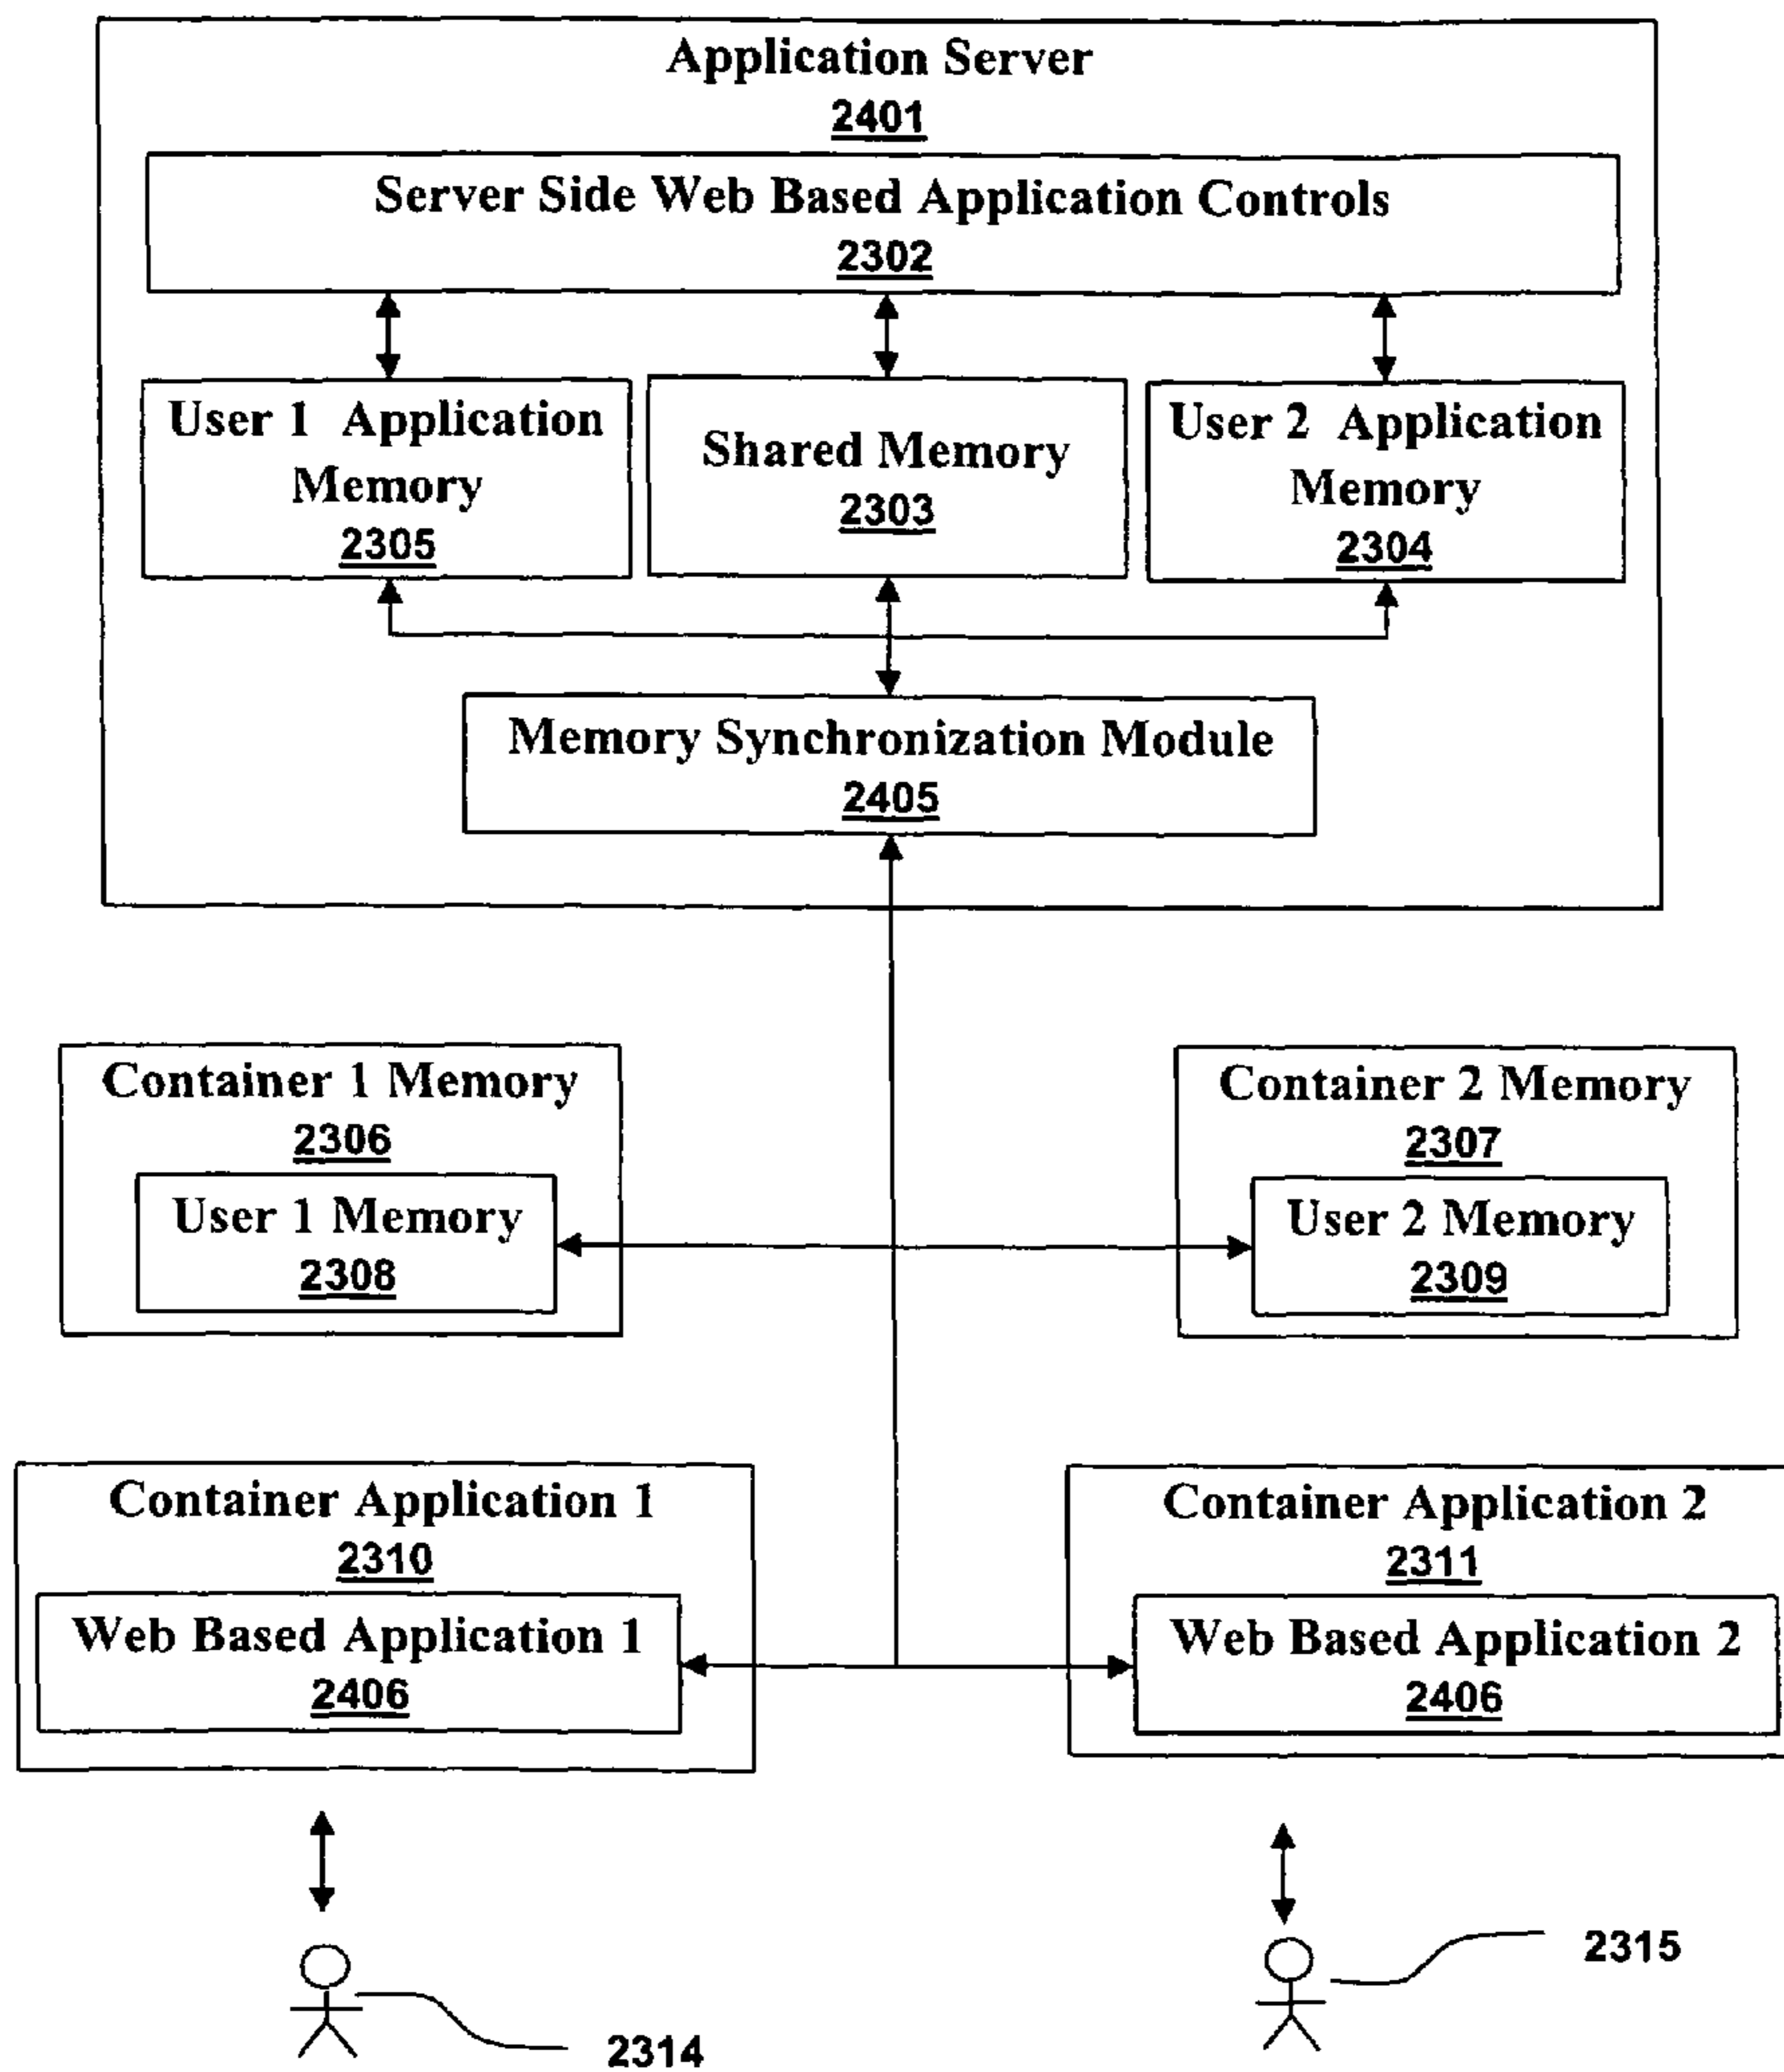 Application Server
2401
Server Side Web Based Application Controls
2302
User 1 Application
Memory
2305
Shared Memory
2303
User 2 Application
Memory
2304
Memory Synchronization Module
2405
Container 1 Memory
2306
User 1 Memory
2308
Container 2 Memory
2307
User 2 Memory
2309
Container Application 1
2310
Web Based Application 1
2406
Container Application 2
2311
Web Based Application 2
2406
2314
2315